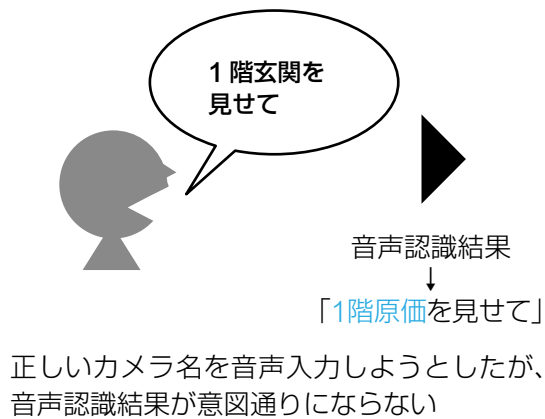 1階玄関を
見せて
音声認識結果
↓
「1階原価を見せて」
正しいカメラ名を音声入力しようとしたが、
音声認識結果が意図通りにならない